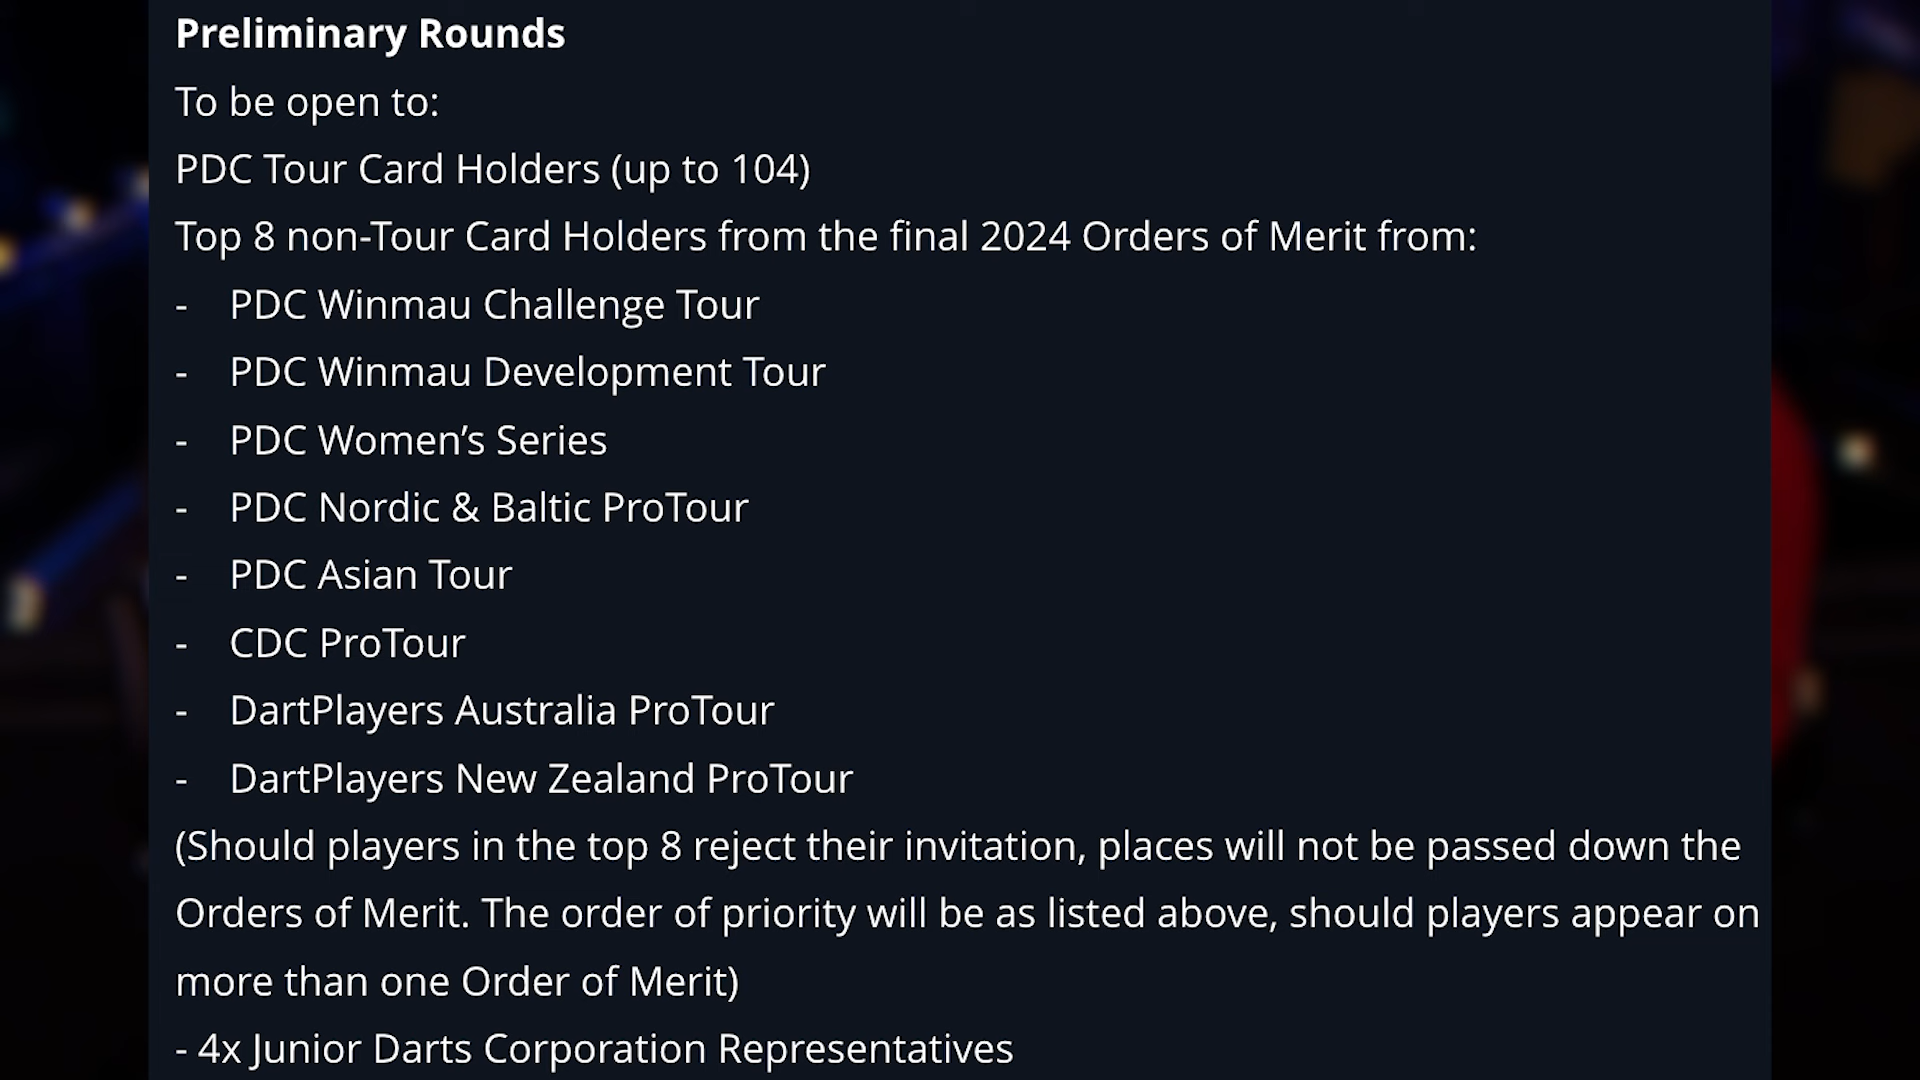 Preliminary Rounds
To be open to:
PDC Tour Card Holders (up to 104)
Top 8 non-Tour Card Holders from the final 2024 Orders of Merit from:
- PDC Winmau Challenge Tour
- PDC Winmau Development Tour
- PDC Women’s Series
- PDC Nordic & Baltic ProTour
- PDC Asian Tour
- CDC ProTour
- DartPlayers Australia ProTour
- DartPlayers New Zealand ProTour
(Should players in the top 8 reject their invitation, places will not be passed down the
Orders of Merit. The order of priority will be as listed above, should players appear on
more than one Order of Merit)
- 4x Junior Darts Corporation Representatives